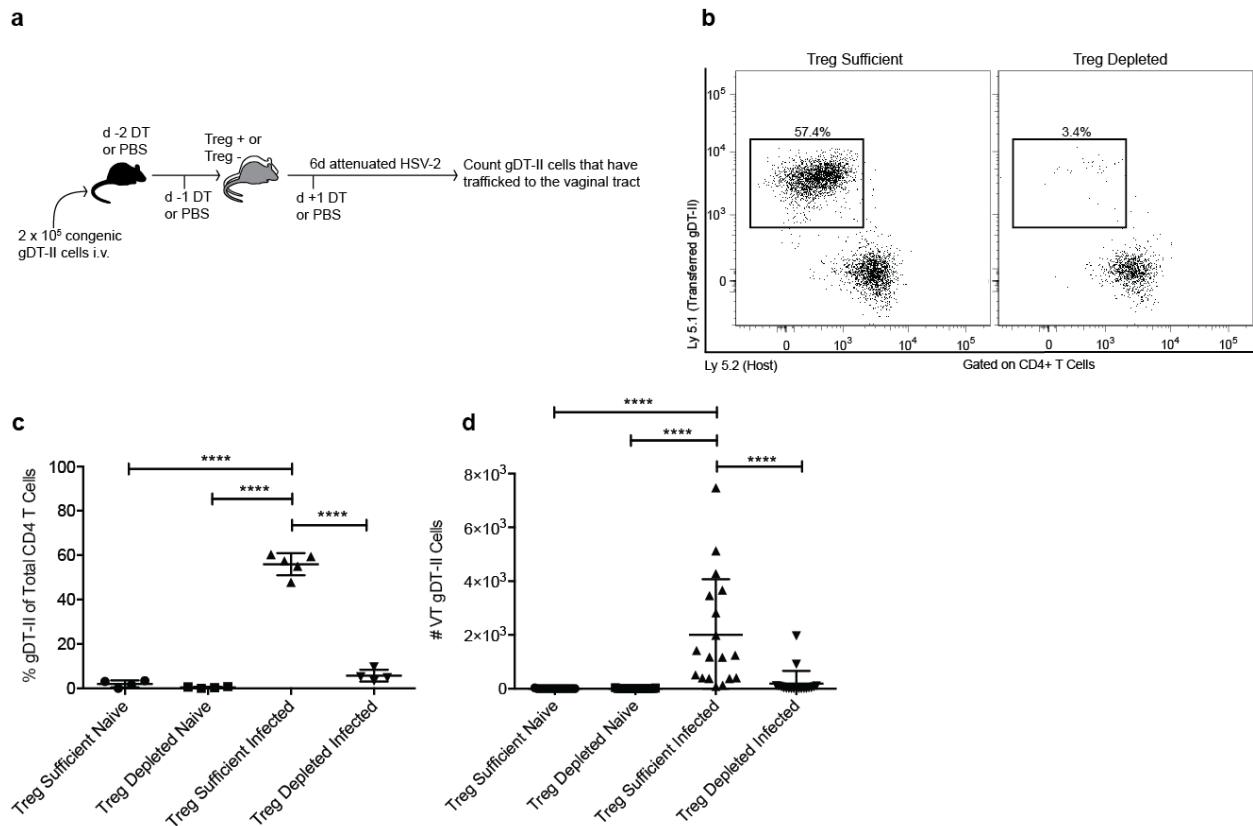 a
d -2 DT
or PBS
d -1 DT
or PBS
Treg + or
Treg -
6d attenuated HSV-2
d +1 DT
or PBS
Count gDT-II cells that have
trafficked to the vaginal tract
2 x 10⁵ congenic
gDT-II cells i.v.
b
Treg Sufficient
Treg Depleted
57.4%
3.4%
10⁵
10⁴
10³
0
Ly 5.1 (Transferred gDT-II)
0 10³ 10⁴ 10⁵
0 10³ 10⁴ 10⁵
Ly 5.2 (Host)
Gated on CD4+ T Cells
c
****
****
****
% gDT-II of Total CD4 T Cells
100
80
60
40
20
0
Treg Sufficient Naive
Treg Depleted Naive
Treg Sufficient Infected
Treg Depleted Infected
d
****
****
****
# VT gDT-II Cells
8×10³
6×10³
4×10³
2×10³
0
Treg Sufficient Naive
Treg Depleted Naive
Treg Sufficient Infected
Treg Depleted Infected